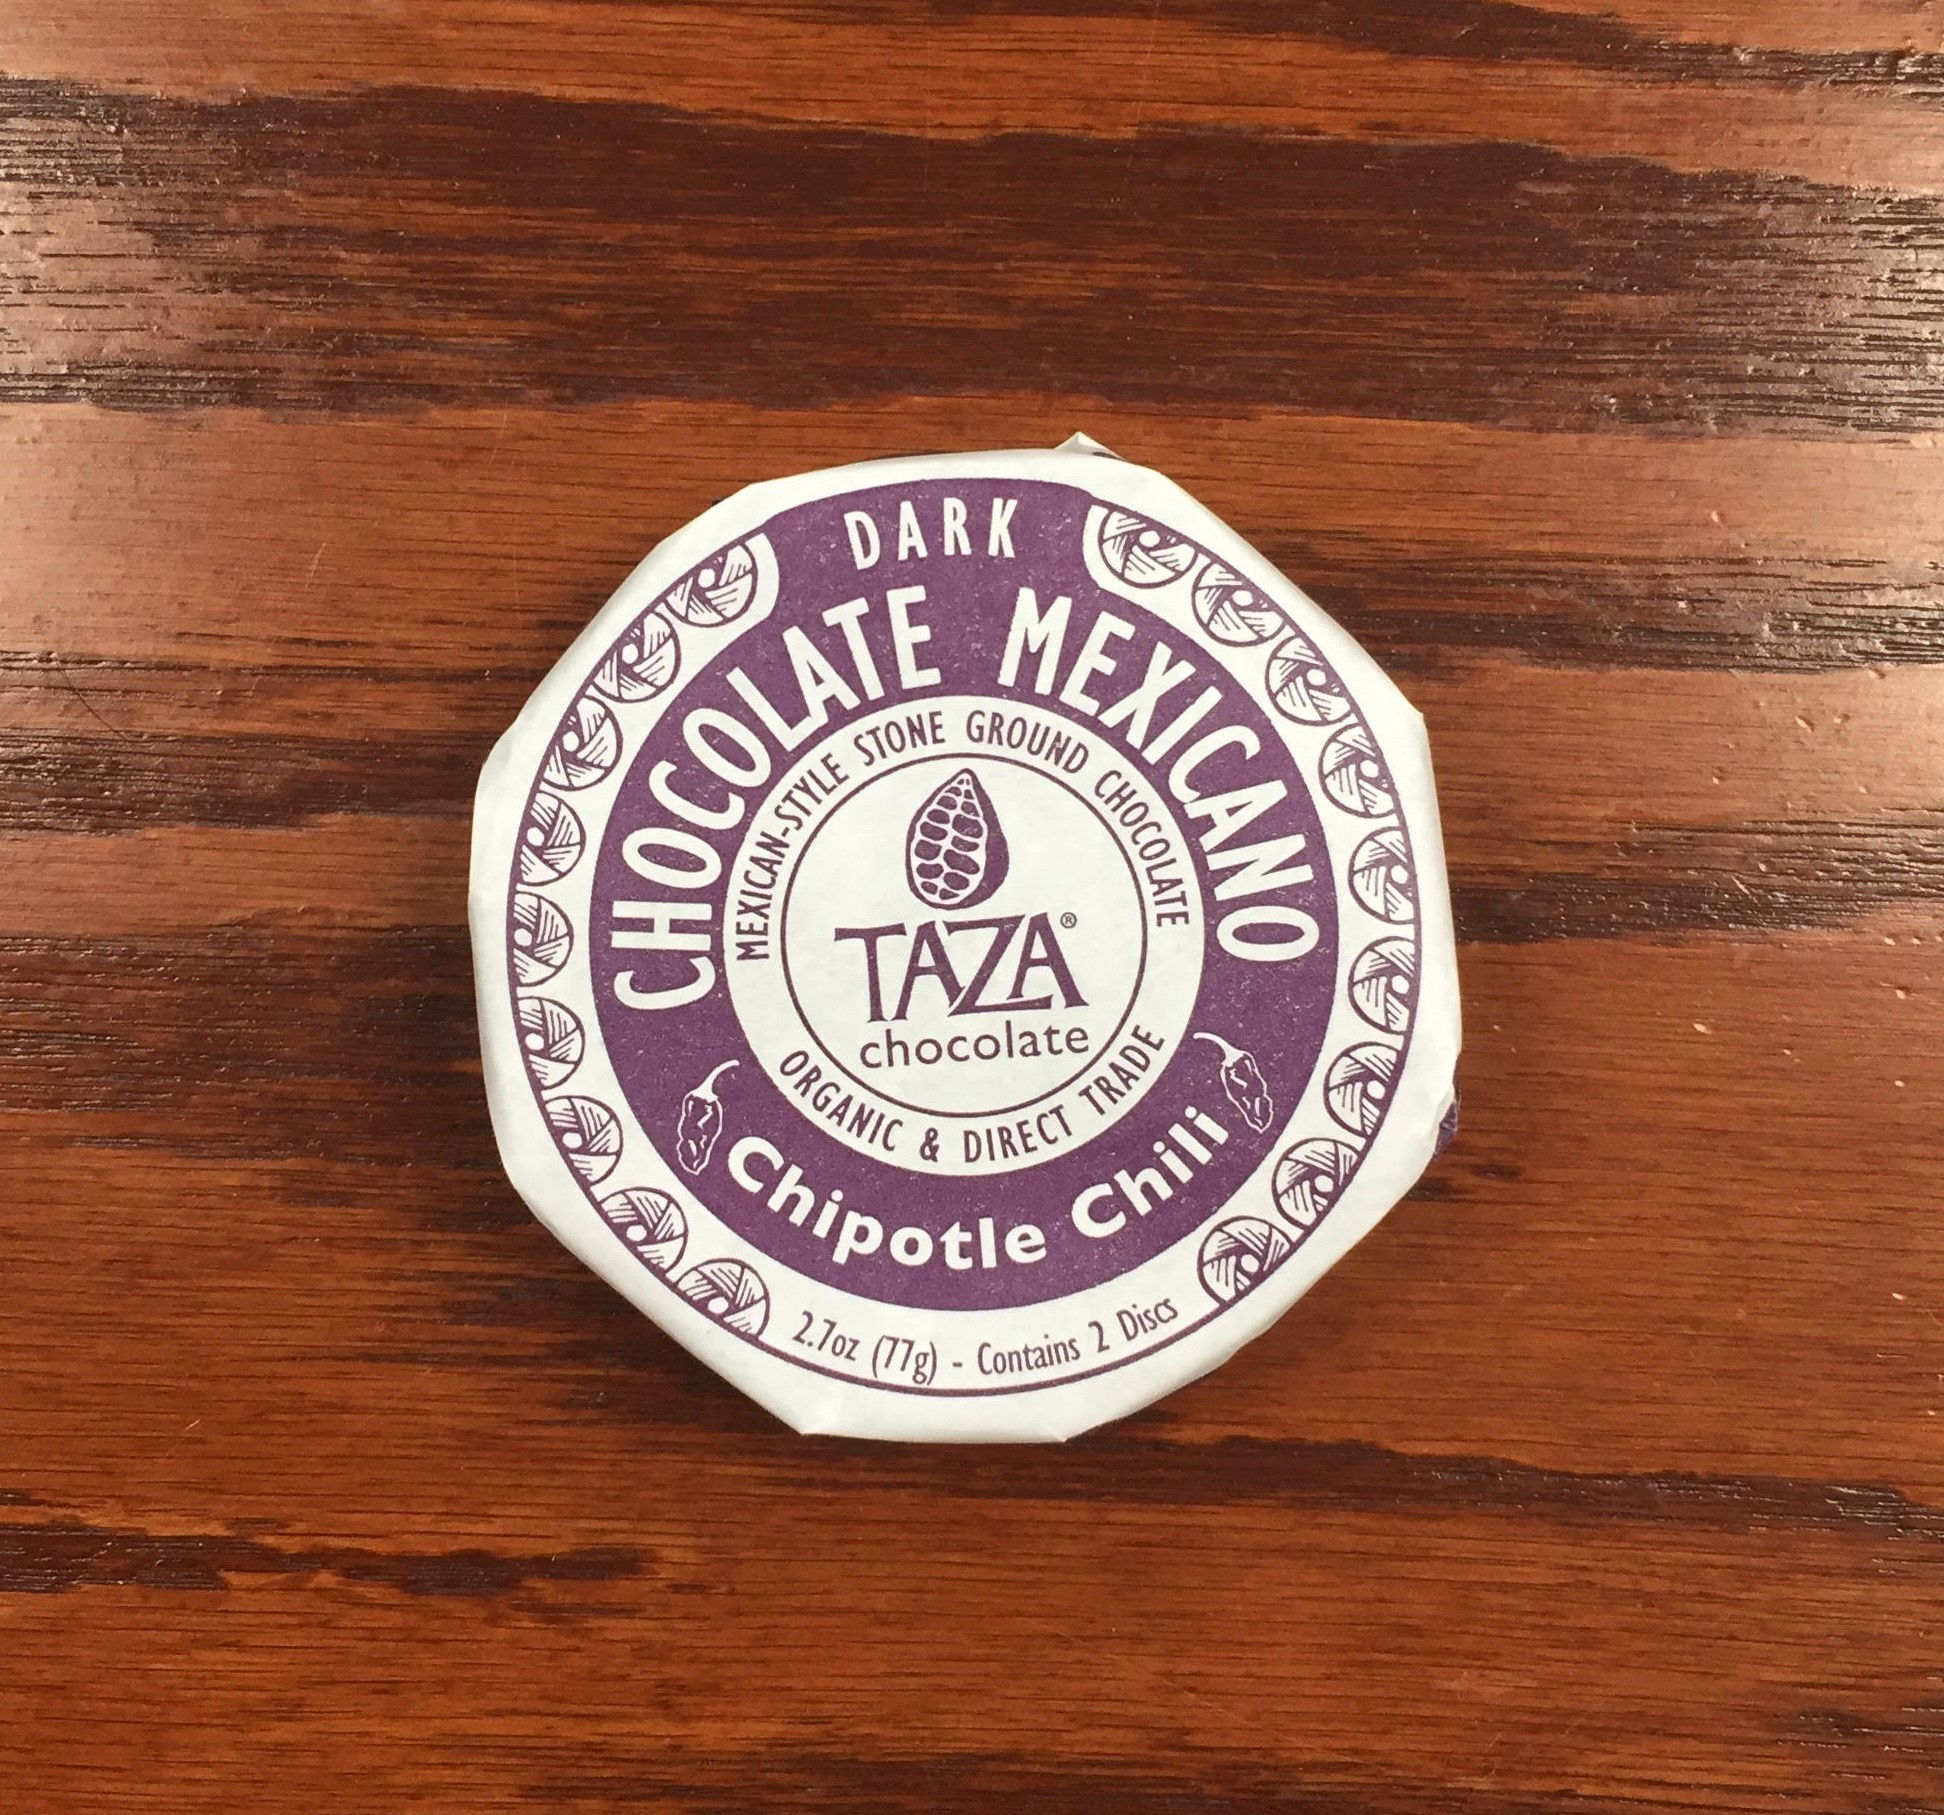 DARK
CHOCOLATE MEXICANO
MEXICAN-STYLE STONE GROUND CHOCOLATE
TAZA®
chocolate
ORGANIC & DIRECT TRADE
Chipotle Chili
2.7oz (77g) - Contains 2 Discs